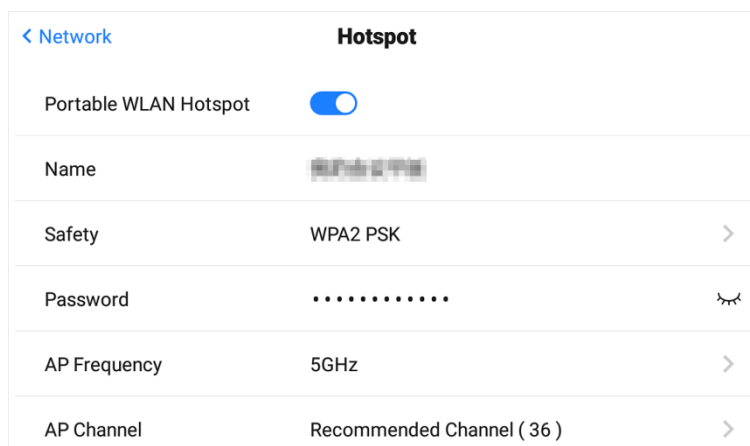 Network
Hotspot
Portable WLAN Hotspot
Name
Safety WPA2 PSK
Password ••••••••••••
AP Frequency 5GHz
AP Channel Recommended Channel ( 36 )